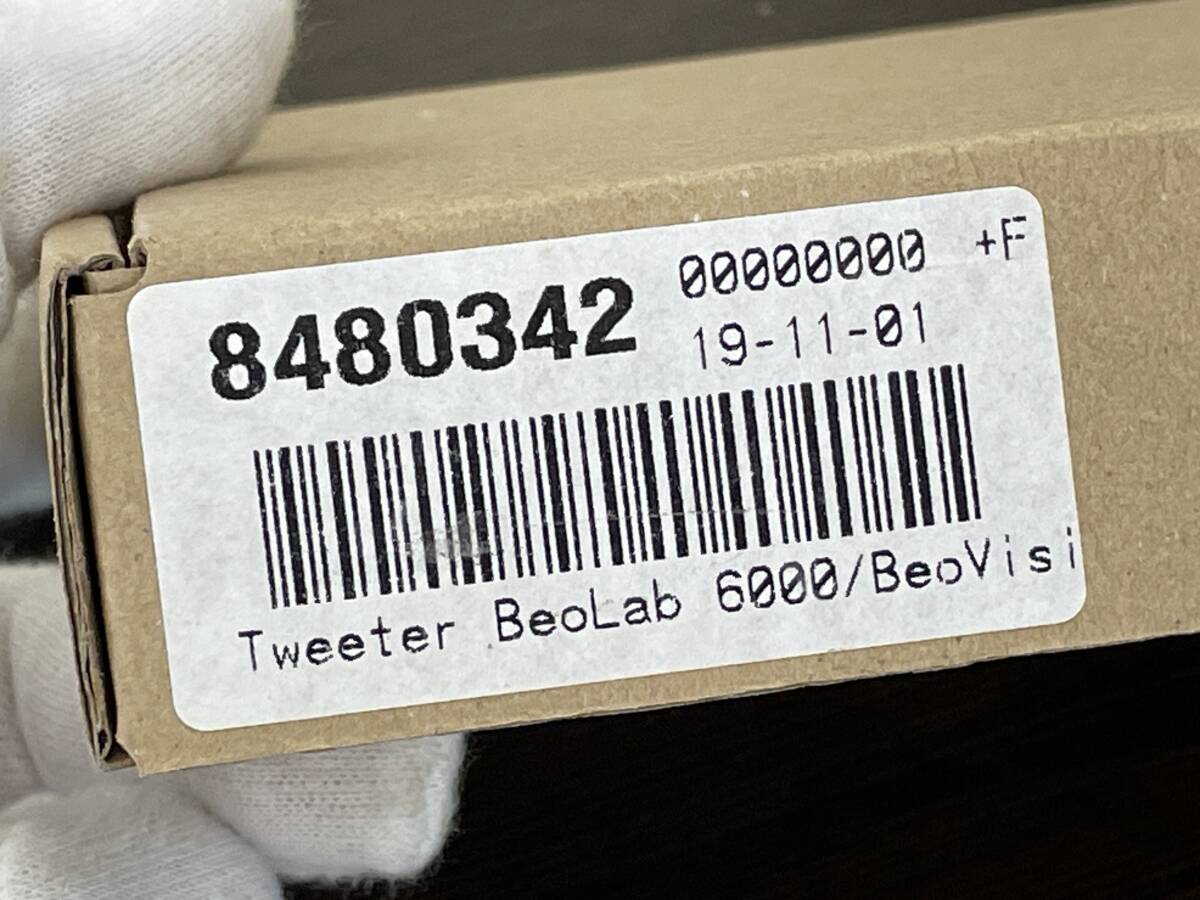 8480342 00000000 +F
19-11-01
Tweeter BeoLab 6000/BeoVisi